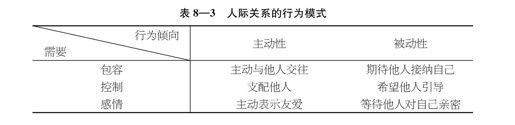 表 8—3 人际关系的行为模式
行为倾向
需要
主动性 被动性
包容 主动与他人交往 期待他人接纳自己
控制 支配他人 希望他人引导
感情 主动表示友爱 等待他人对自己亲密